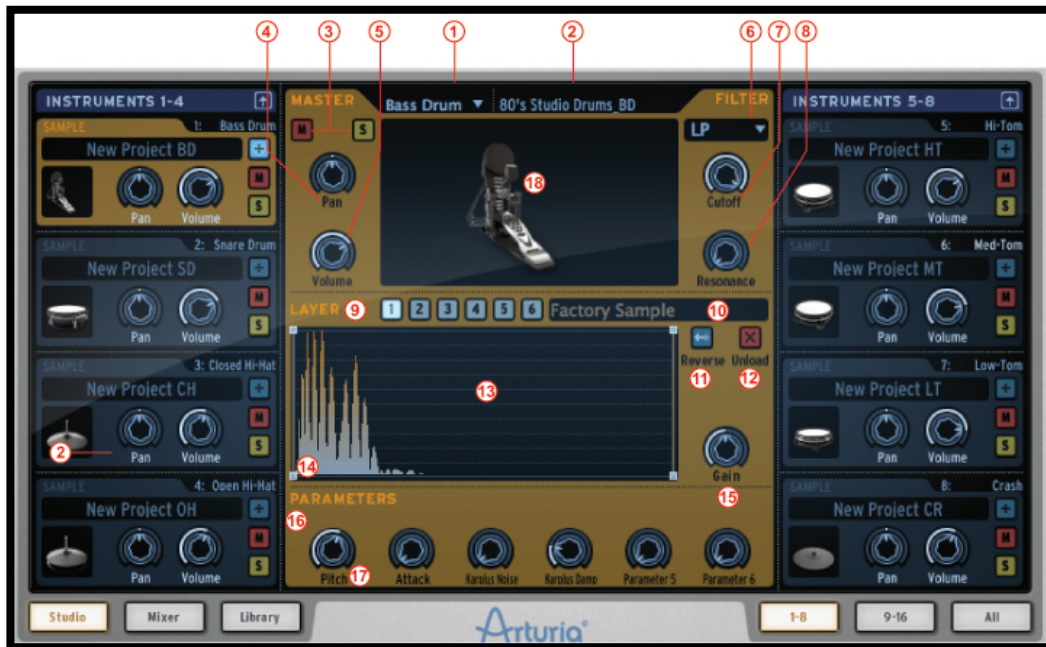 4 3 5 1 2 6 7 8
INSTRUMENTS 1-4
SAMPLE 1: Bass Drum
New Project BD +
M
S
Pan Volume
SAMPLE 2: Snare Drum
New Project SD +
M
S
Pan Volume
SAMPLE 3: Closed Hi-Hat
New Project CH +
M
S
2
Pan Volume
SAMPLE 4: Open Hi-Hat
New Project OH +
M
S
Pan Volume
MASTER Bass Drum ▼ 80's Studio Drums_BD FILTER
M S LP ▼
18
Pan Cutoff
Volume Resonance
LAYER 9 1 2 3 4 5 6 Factory Sample 10
Reverse Unload
11 12
13
14
Gain
15
PARAMETERS
16
Pitch 17 Attack Karplus Noise Karplus Damp Parameter 5 Parameter 6
INSTRUMENTS 5-8
SAMPLE 5: Hi-Tom
New Project HT +
M
S
Pan Volume
SAMPLE 6: Med-Tom
New Project MT +
M
S
Pan Volume
SAMPLE 7: Low-Tom
New Project LT +
M
S
Pan Volume
SAMPLE 8: Crash
New Project CR +
M
S
Pan Volume
Studio Mixer Library Arturia® 1-8 9-16 All